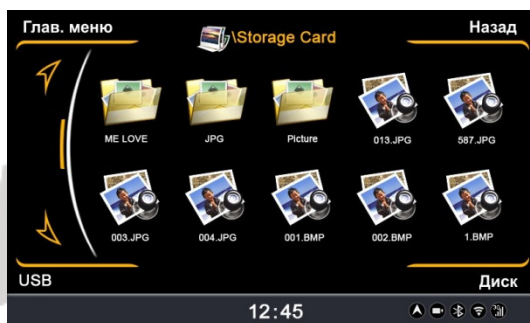 Глав. меню
\Storage Card
Назад
ME LOVE
JPG
Picture
013.JPG
587.JPG
003.JPG
004.JPG
001.BMP
002.BMP
1.BMP
USB
Диск
12:45